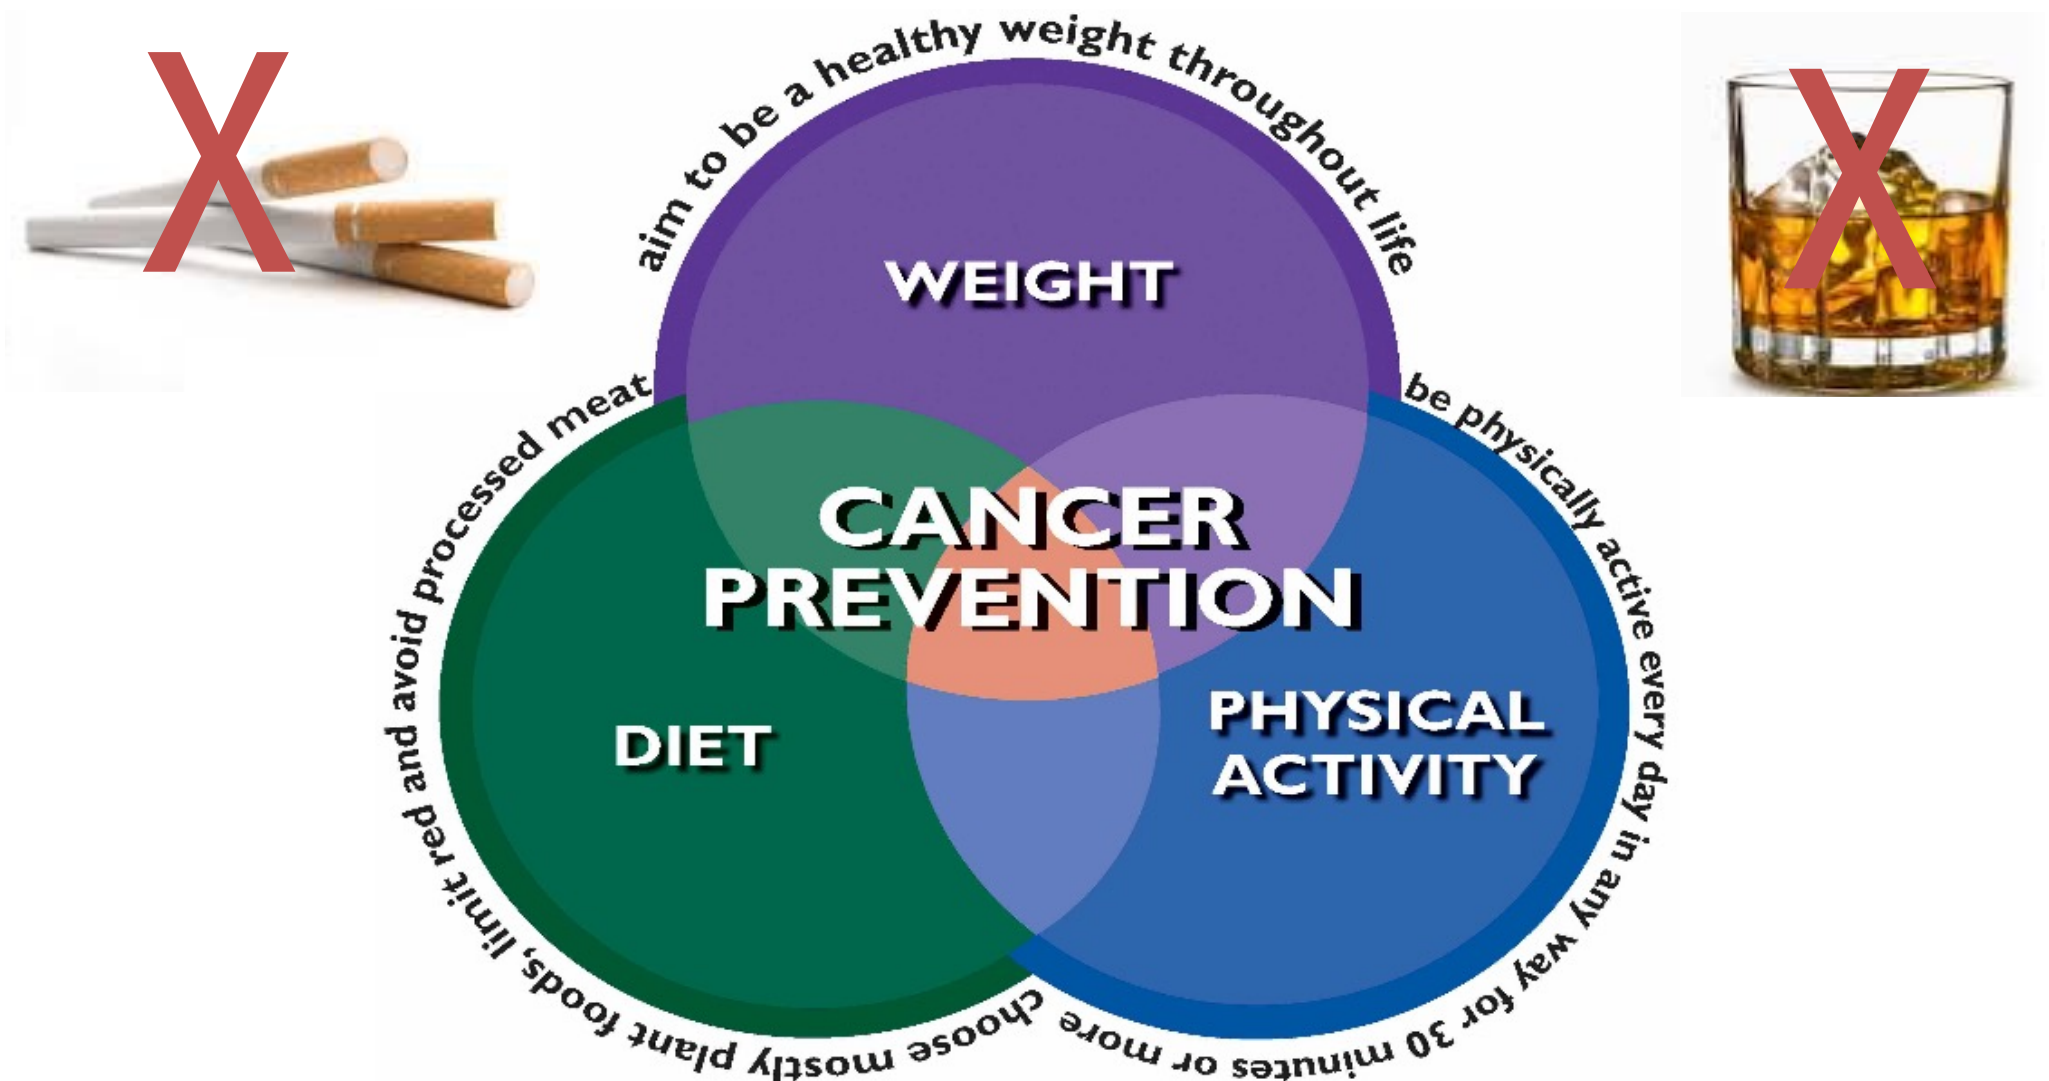 X
X
aim to be a healthy weight throughout life
WEIGHT
CANCER
PREVENTION
DIET
PHYSICAL
ACTIVITY
be physically active every day in any way for 30 minutes or more
choose mostly plant foods, limit red and avoid processed meat